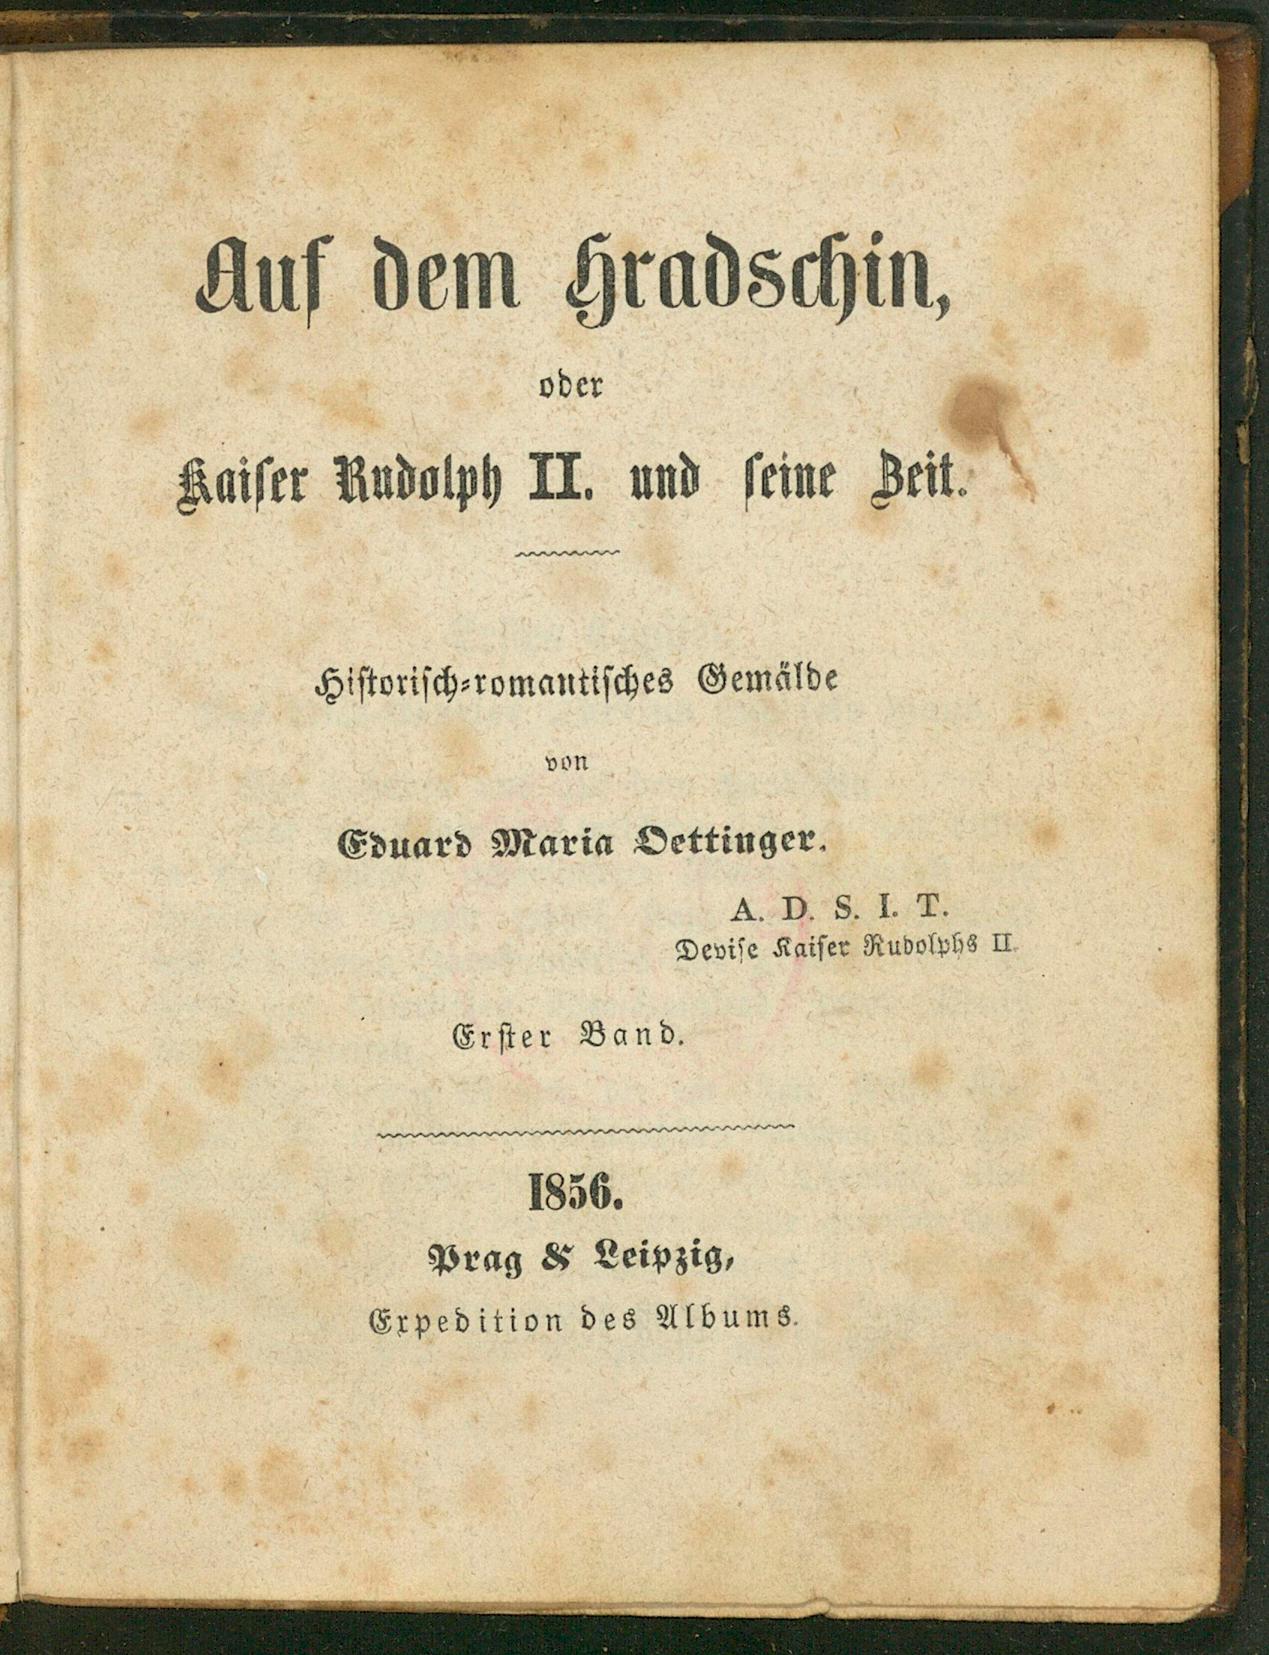 Auf dem Hradschin,
oder
Kaiſer Rudolph II. und ſeine Zeit.
Hiſtoriſch-romantiſches Gemälde
von
Eduard Maria Oettinger.
A. D. S. I. T.
Deviſe Kaiſer Rudolphs II.
Erſter Band.
1856.
Prag & Leipzig,
Expedition des Albums.